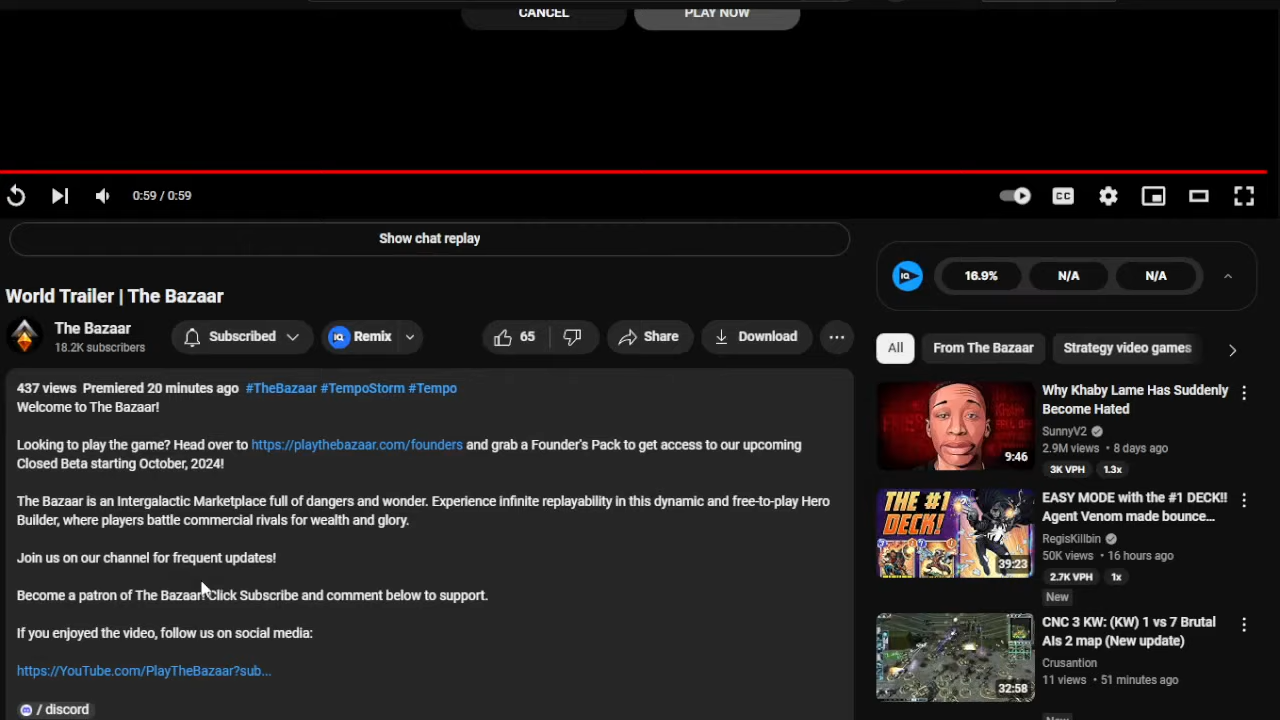 CANCEL
PLAY NOW
0:59 / 0:59
CC
Show chat replay
IQ
16.9%
N/A
N/A
World Trailer | The Bazaar
The Bazaar
18.2K subscribers
Subscribed
IQ Remix
65
Share
Download
All
From The Bazaar
Strategy video games
437 views Premiered 20 minutes ago #TheBazaar #TempoStorm #Tempo
Welcome to The Bazaar!
Looking to play the game? Head over to https://playthebazaar.com/founders and grab a Founder's Pack to get access to our upcoming
Closed Beta starting October, 2024!
The Bazaar is an Intergalactic Marketplace full of dangers and wonder. Experience infinite replayability in this dynamic and free-to-play Hero
Builder, where players battle commercial rivals for wealth and glory.
Join us on our channel for frequent updates!
Become a patron of The Bazaar! Click Subscribe and comment below to support.
If you enjoyed the video, follow us on social media:
https://YouTube.com/PlayTheBazaar?sub...
/ discord
9:46
Why Khaby Lame Has Suddenly
Become Hated
SunnyV2
2.9M views • 8 days ago
3K VPH
1.3x
THE #1
DECK!
39:23
EASY MODE with the #1 DECK!!
Agent Venom made bounce...
RegisKillbin
50K views • 16 hours ago
2.7K VPH
1x
New
32:58
CNC 3 KW: (KW) 1 vs 7 Brutal
AIs 2 map (New update)
Crusantion
11 views • 51 minutes ago